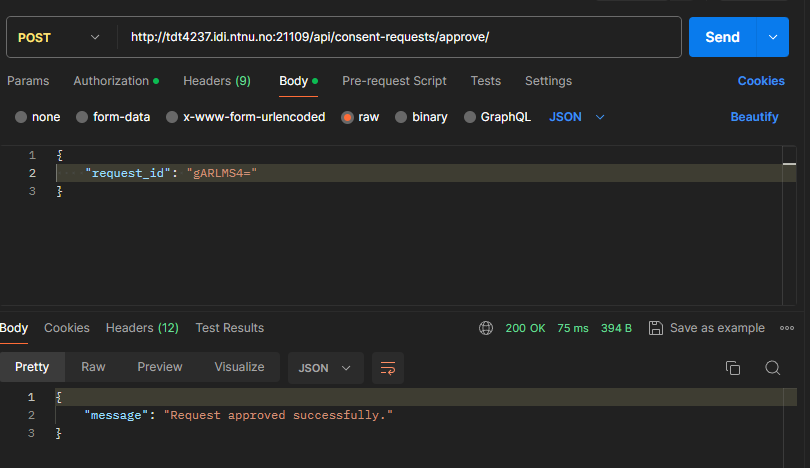 POST http://tdt4237.idi.ntnu.no:21109/api/consent-requests/approve/ Send
Params Authorization Headers (9) Body Pre-request Script Tests Settings Cookies
none form-data x-www-form-urlencoded raw binary GraphQL JSON Beautify
1 {
2 "request_id": "gARLMS4="
3 }
Body Cookies Headers (12) Test Results 200 OK 75 ms 394 B Save as example
Pretty Raw Preview Visualize JSON
1 {
2 "message": "Request approved successfully."
3 }